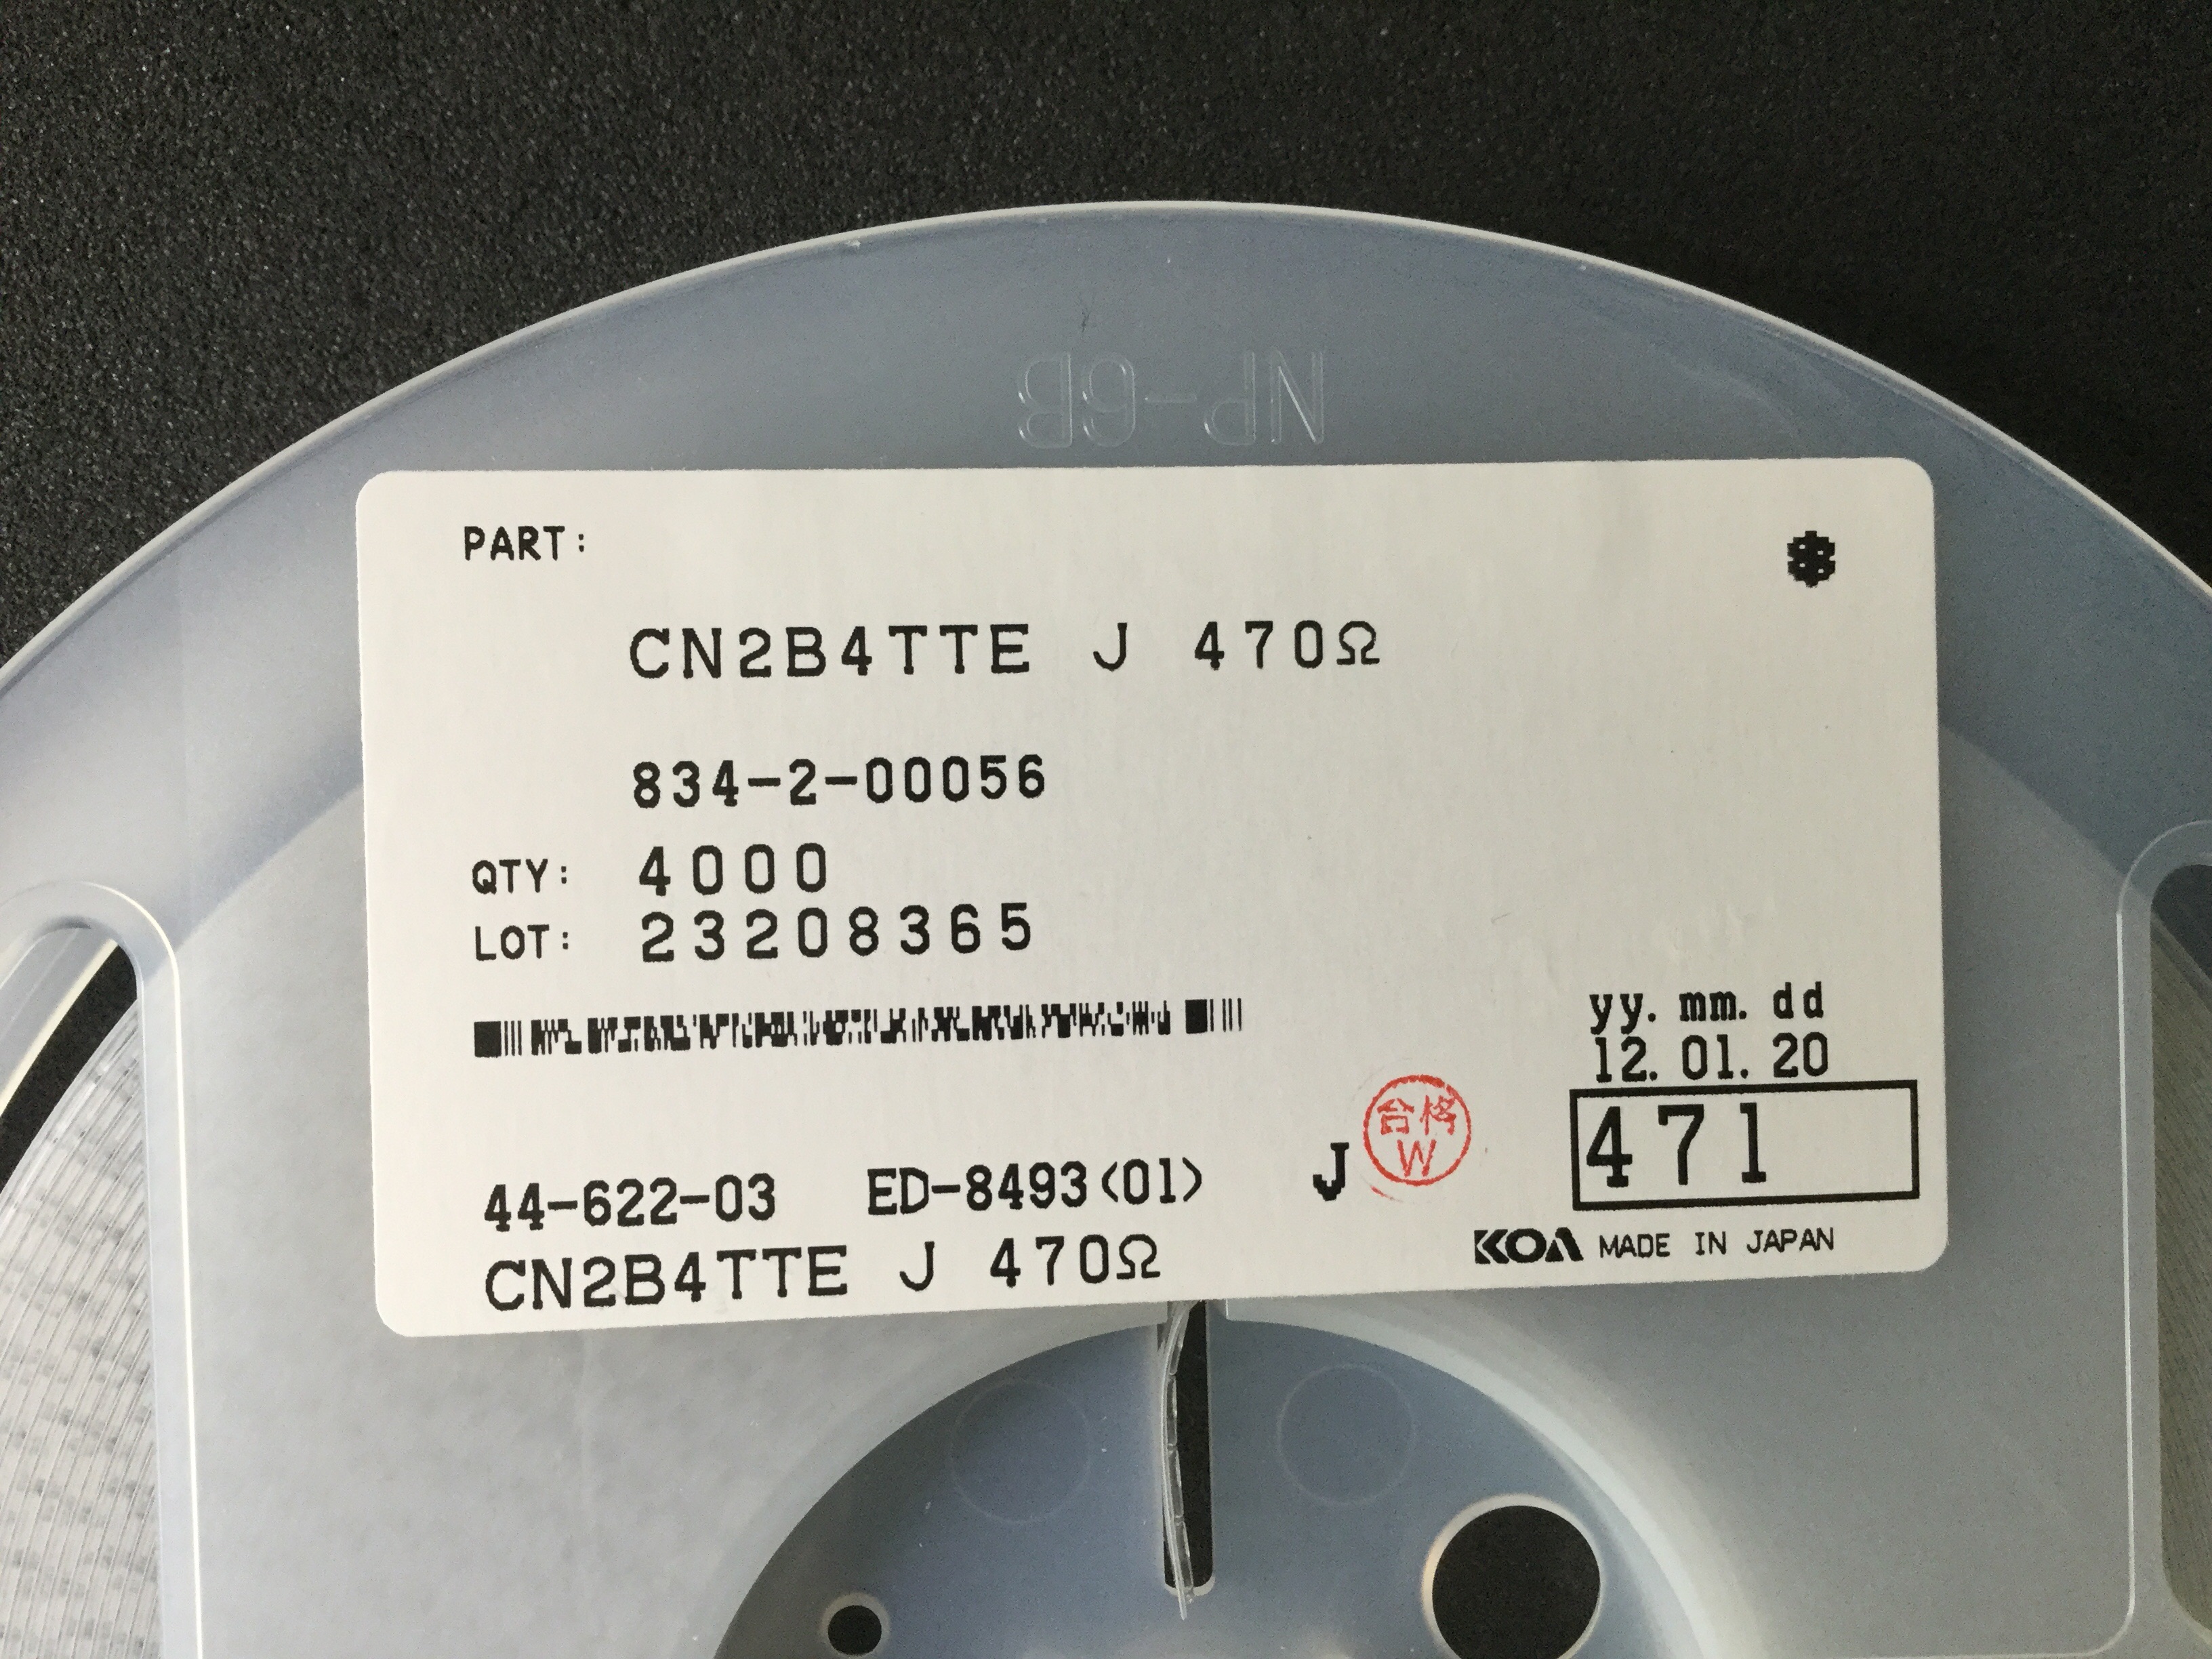 NP-6B
PART:
CN2B4TTE J 470Ω
834-2-00056
QTY: 4000
LOT: 23208365
yy. mm. dd
12. 01. 20
合格
W
J
471
44-622-03 ED-8493<01>
KOA MADE IN JAPAN
CN2B4TTE J 470Ω